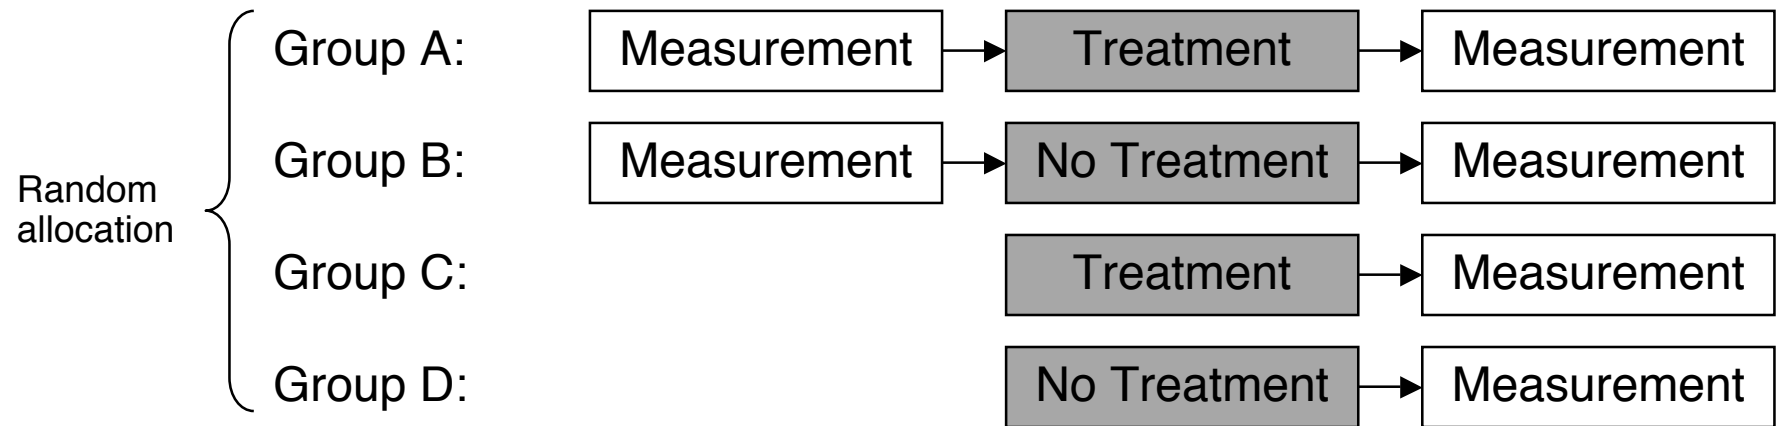 Group A: Measurement Treatment Measurement
Group B: Measurement No Treatment Measurement
Random
allocation
Group C: Treatment Measurement
Group D: No Treatment Measurement